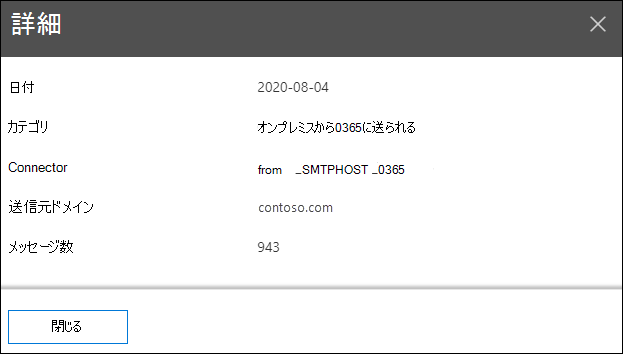 詳細
日付 2020-08-04
カテゴリ オンプレミスから0365に送られる
Connector from _SMTPHOST _0365
送信元ドメイン contoso.com
メッセージ数 943
閉じる